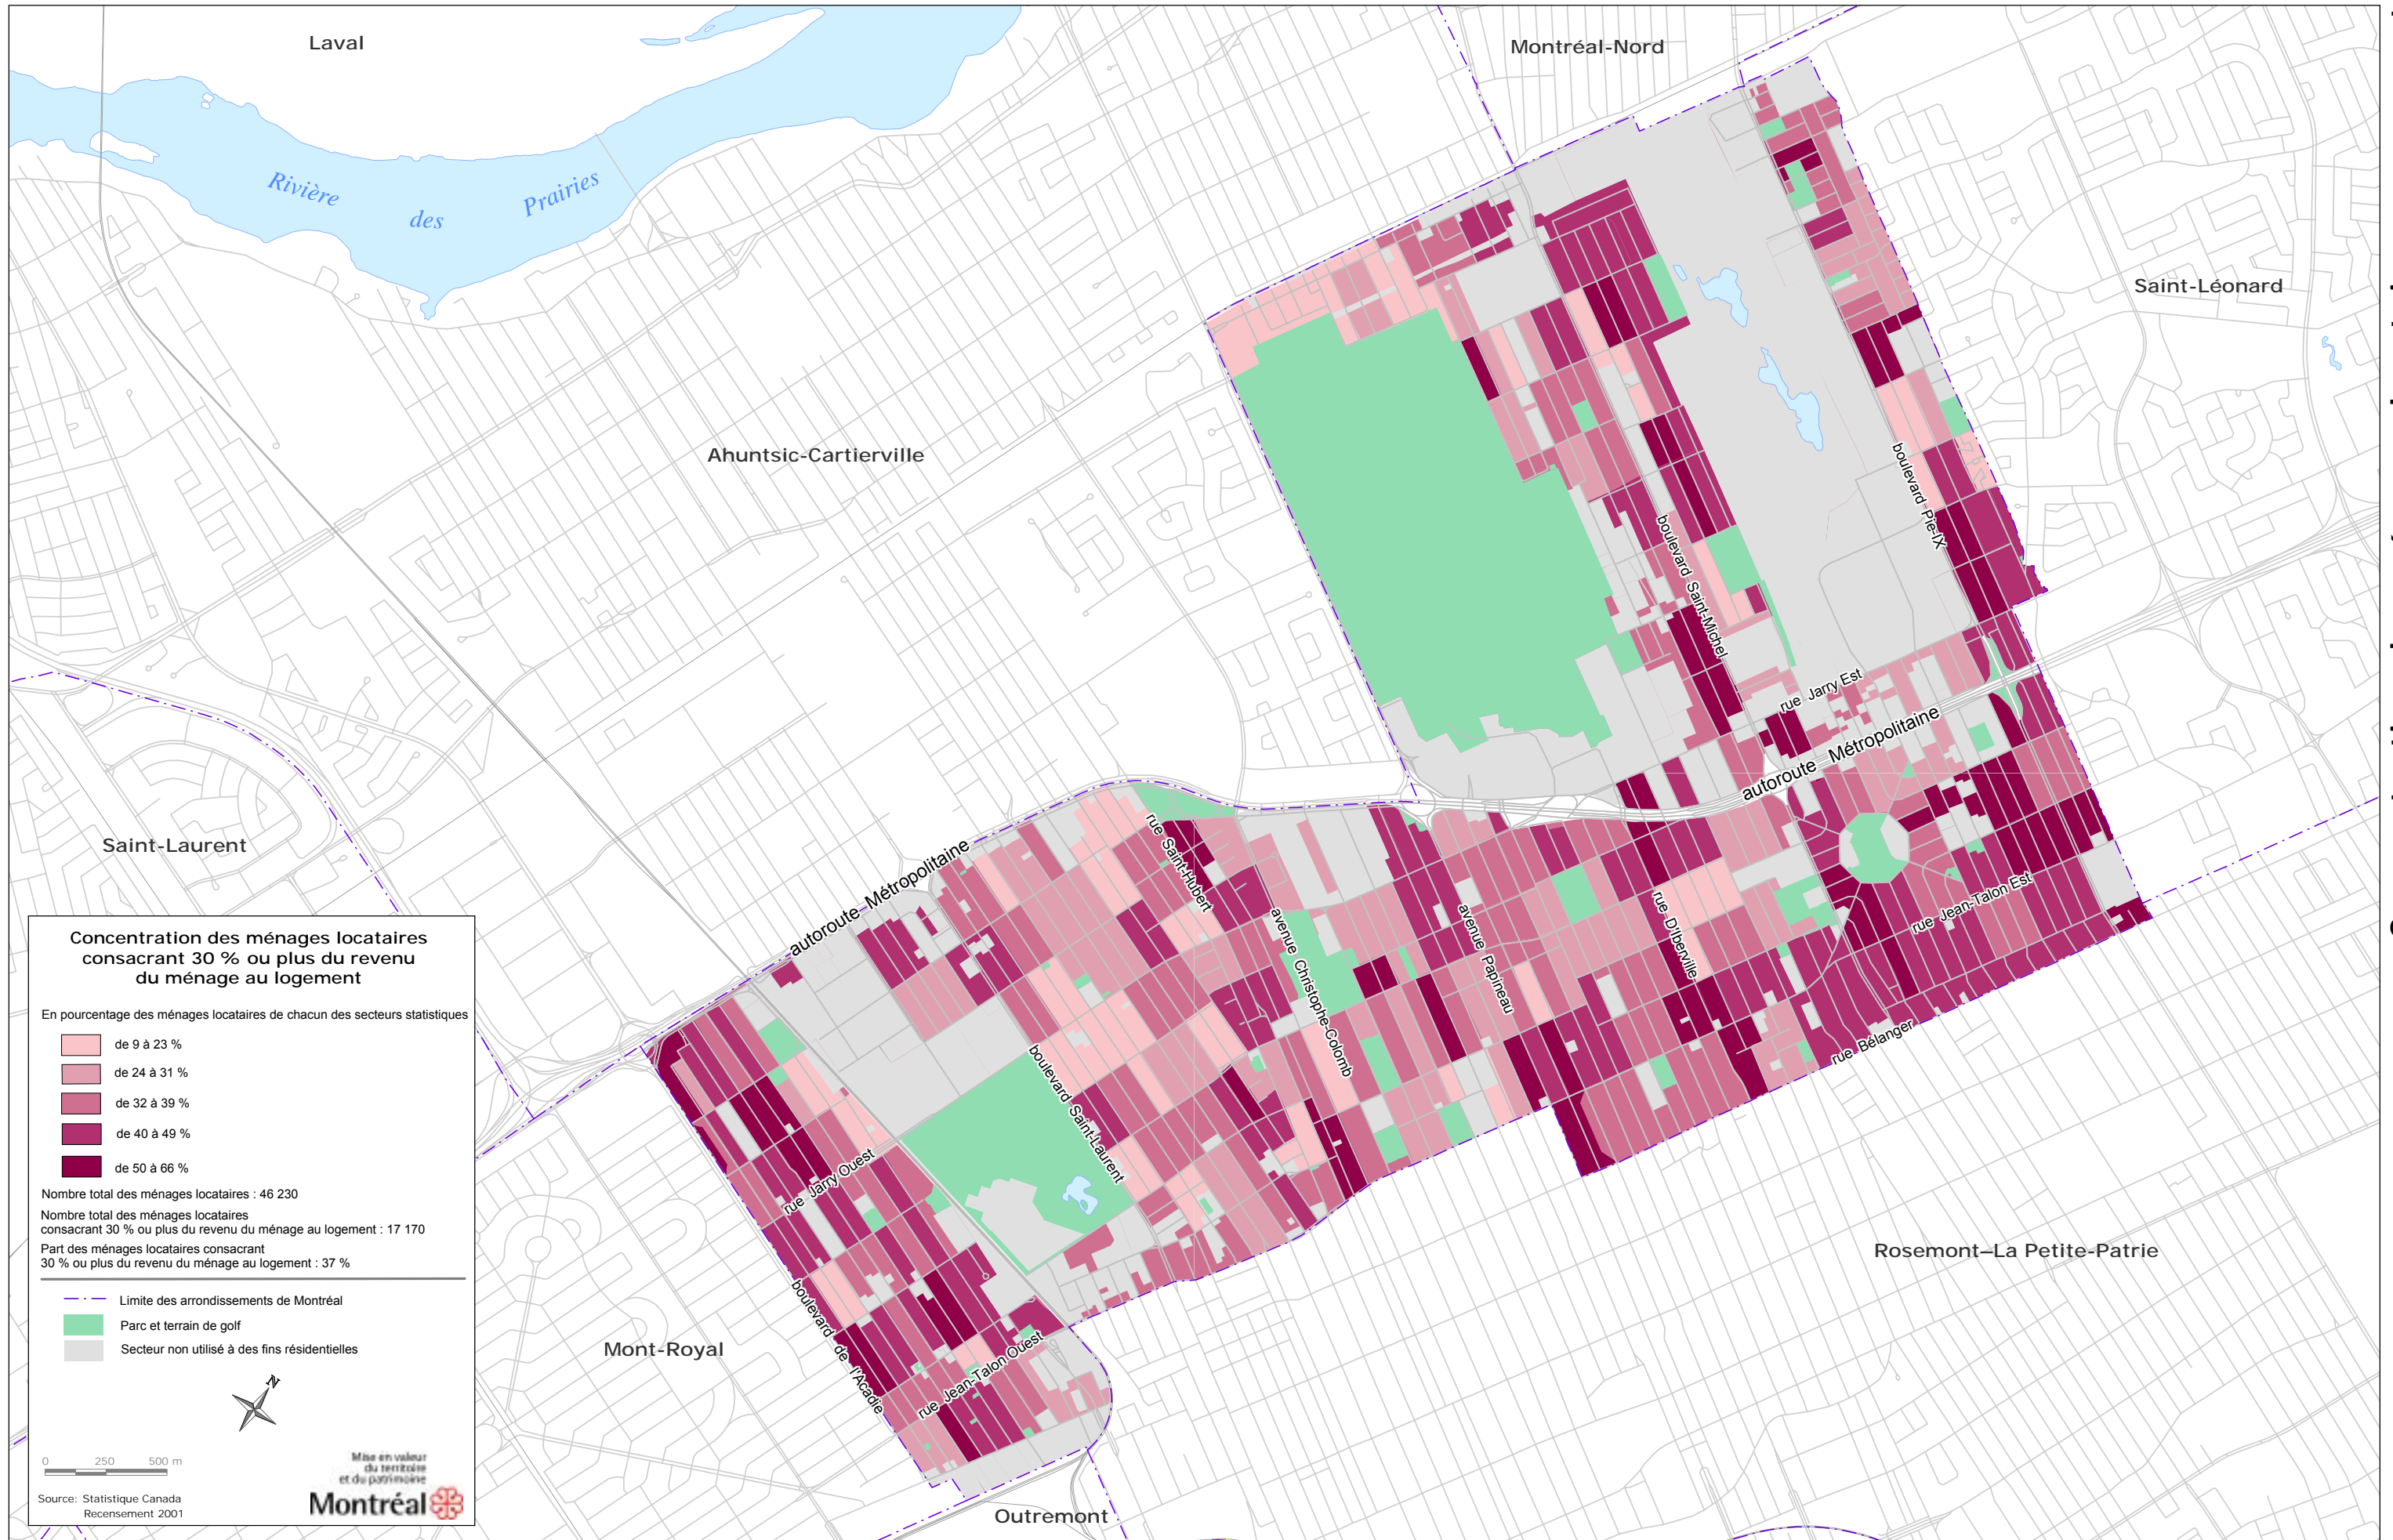 Laval
Montréal-Nord
Rivière
des
Prairies
Saint-Léonard
Ahuntsic-Cartierville
boulevard Pie-IX
boulevard Saint-Michel
rue Jarry Est
autoroute Métropolitaine
Saint-Laurent
autoroute Métropolitaine
rue Saint-Hubert
avenue Christophe-Colomb
avenue Papineau
rue D'Iberville
rue Jean-Talon Est
rue Bélanger
boulevard Saint-Laurent
rue Jarry Ouest
boulevard de l'Acadie
rue Jean-Talon Ouest
Mont-Royal
Rosemont–La Petite-Patrie
Outremont
Concentration des ménages locataires
consacrant 30 % ou plus du revenu
du ménage au logement
En pourcentage des ménages locataires de chacun des secteurs statistiques
de 9 à 23 %
de 24 à 31 %
de 32 à 39 %
de 40 à 49 %
de 50 à 66 %
Nombre total des ménages locataires : 46 230
Nombre total des ménages locataires
consacrant 30 % ou plus du revenu du ménage au logement : 17 170
Part des ménages locataires consacrant
30 % ou plus du revenu du ménage au logement : 37 %
Limite des arrondissements de Montréal
Parc et terrain de golf
Secteur non utilisé à des fins résidentielles
N
0 250 500 m
Mise en valeur
du territoire
et du patrimoine
Montréal
Source: Statistique Canada
Recensement 2001